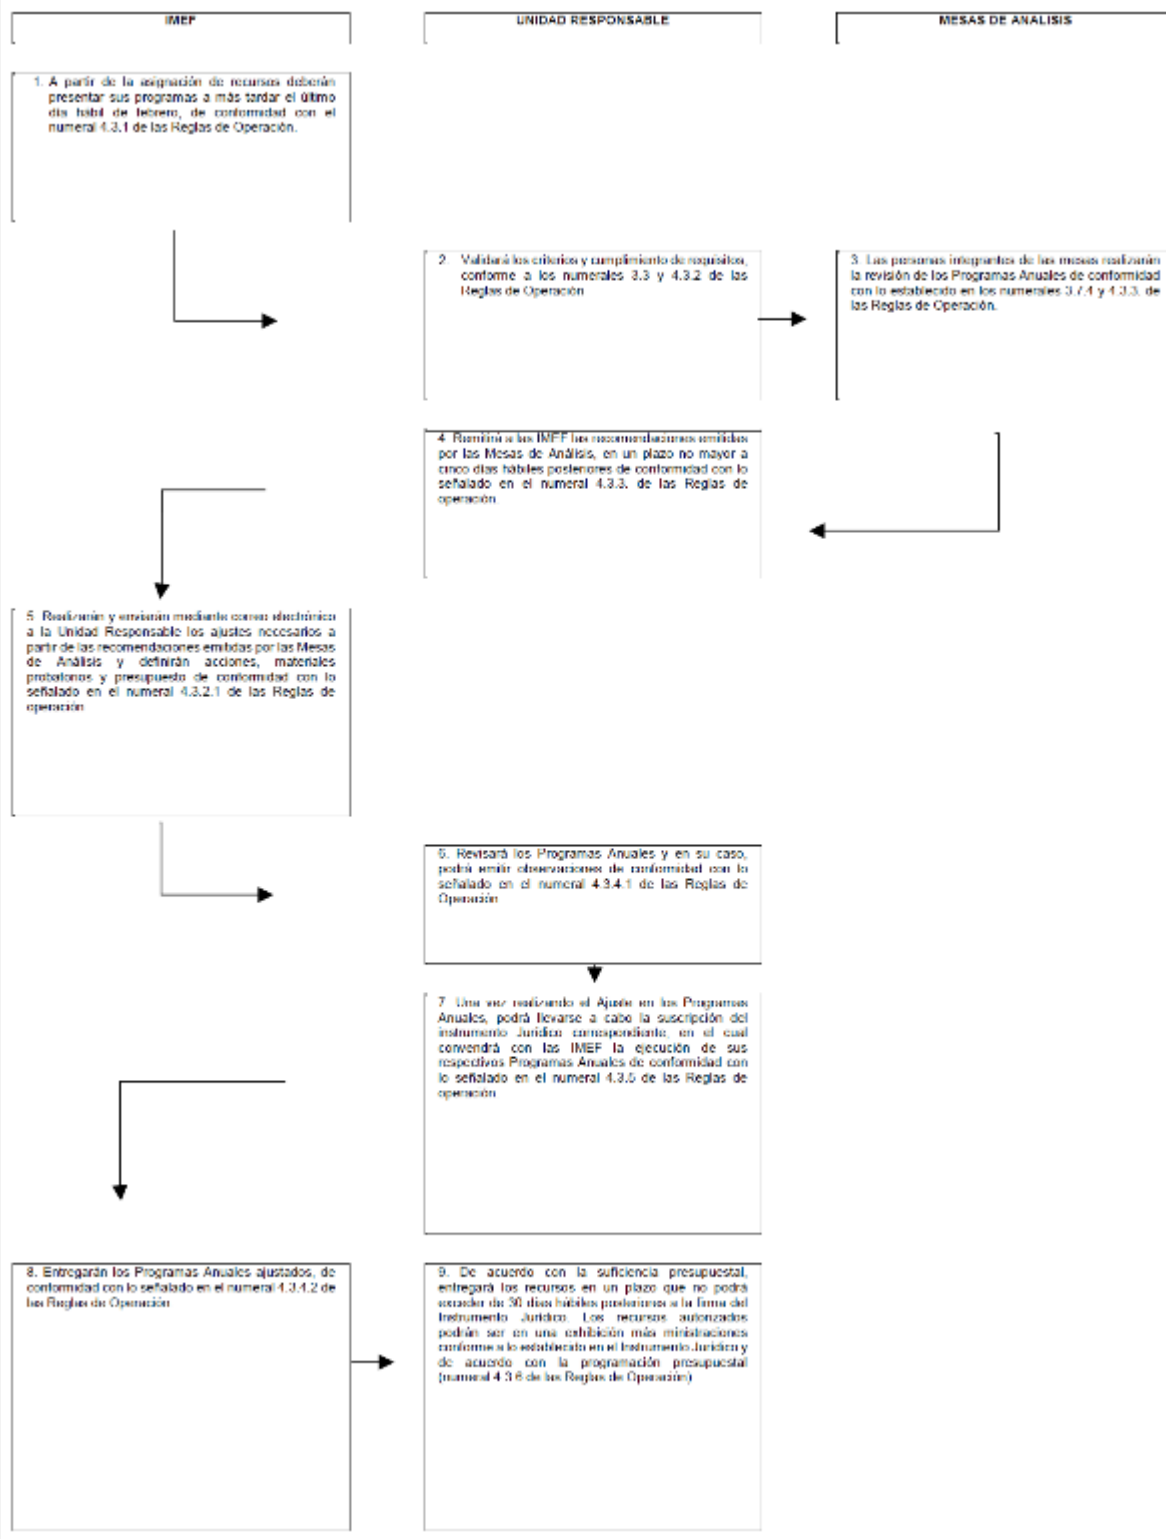 IMEF
UNIDAD RESPONSABLE
MESAS DE ANALISIS
1. A partir de la asignación de recursos deberán
presentar sus programas a más tardar el último
día hábil de febrero, de conformidad con el
numeral 4.3.1 de las Reglas de Operación.
2. Validará los criterios y cumplimiento de requisitos,
conforme a los numerales 3.3 y 4.3.2 de las
Reglas de Operación
3. Las personas integrantes de las mesas realizarán
la revisión de los Programas Anuales de conformidad
con lo establecido en los numerales 3.7.4 y 4.3.3. de
las Reglas de Operación.
4. Remitirá a las IMEF las recomendaciones emitidas
por las Mesas de Análisis, en un plazo no mayor a
cinco días hábiles posteriores de conformidad con lo
señalado en el numeral 4.3.3. de las Reglas de
operación.
5. Realizarán y enviarán mediante correo electrónico
a la Unidad Responsable los ajustes necesarios a
partir de las recomendaciones emitidas por las Mesas
de Análisis y definirán acciones, materiales
probatorios y presupuesto de conformidad con lo
señalado en el numeral 4.3.2.1 de las Reglas de
operación
6. Revisará los Programas Anuales y en su caso,
podrá emitir observaciones de conformidad con lo
señalado en el numeral 4.3.4.1 de las Reglas de
Operación
7. Una vez realizando el Ajuste en los Programas
Anuales, podrá llevarse a cabo la suscripción del
instrumento Jurídico correspondiente, en el cual
convendrá con las IMEF la ejecución de sus
respectivos Programas Anuales de conformidad con
lo señalado en el numeral 4.3.5 de las Reglas de
operación
8. Entregarán los Programas Anuales ajustados, de
conformidad con lo señalado en el numeral 4.3.4.2 de
las Reglas de Operación
9. De acuerdo con la suficiencia presupuestal,
entregará los recursos en un plazo que no podrá
exceder de 30 días hábiles posteriores a la firma del
Instrumento Jurídico. Los recursos autorizados
podrán ser en una exhibición más ministraciones
conforme a lo establecido en el Instrumento Jurídico y
de acuerdo con la programación presupuestal
(numeral 4.3.6 de las Reglas de Operación)